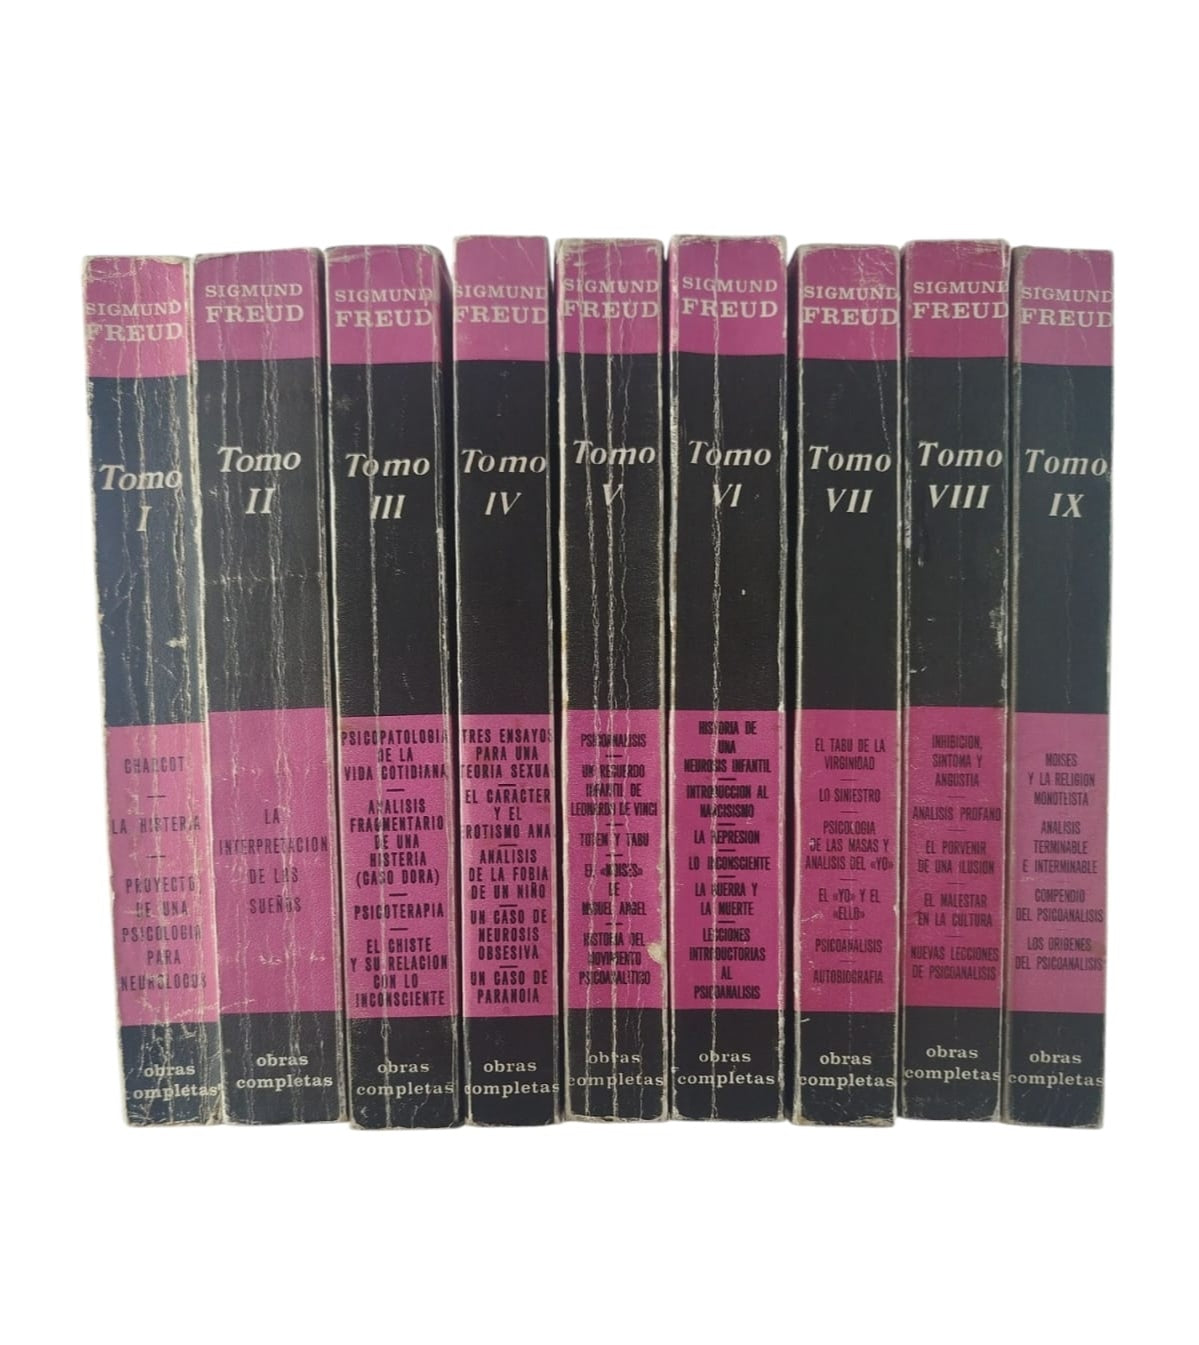 SIGMUND
FREUD
Tomo
I
CHARCOT
LA HISTERIA
PROYECTO
DE UNA
PSICOLOGIA
PARA
NEUROLOGOS
obras
completas
SIGMUND
FREUD
Tomo
II
LA
INTERPRETACION
DE LOS
SUEÑOS
obras
completas
SIGMUND
FREUD
Tomo
III
PSICOPATOLOGIA
DE LA
VIDA COTIDIANA
ANALISIS
FRAGMENTARIO
DE UNA
HISTERIA
(CASO DORA)
PSICOTERAPIA
EL CHISTE
Y SU RELACION
CON LO
INCONSCIENTE
obras
completas
SIGMUND
FREUD
Tomo
IV
TRES ENSAYOS
PARA UNA
TEORIA SEXUAL
EL CARACTER
Y EL
EROTISMO ANAL
ANALISIS
DE LA FOBIA
DE UN NIÑO
UN CASO DE
NEUROSIS
OBSESIVA
UN CASO DE
PARANOIA
obras
completas
SIGMUND
FREUD
Tomo
V
PSICOANALISIS
UN RECUERDO
INFANTIL DE
LEONARDO DE VINCI
TOTEN Y TABU
EL «MOISES»
DE
MIGUEL ANGEL
HISTORIA DEL
MOVIMIENTO
PSICOANALITICO
obras
completas
SIGMUND
FREUD
Tomo
VI
HISTORIA DE
UNA
NEUROSIS INFANTIL
INTRODUCCION AL
NARCISISMO
LA REPRESION
LO INCONSCIENTE
LA GUERRA Y
LA MUERTE
LECCIONES
INTRODUCTORIAS
AL
PSICOANALISIS
obras
completas
SIGMUND
FREUD
Tomo
VII
EL TABU DE LA
VIRGINIDAD
LO SINIESTRO
PSICOLOGIA
DE LAS MASAS Y
ANALISIS DEL «YO»
EL «YO» Y EL
«ELLO»
PSICOANALISIS
AUTOBIOGRAFIA
obras
completas
SIGMUND
FREUD
Tomo
VIII
INHIBICION,
SINTOMA Y
ANGUSTIA
ANALISIS PROFANO
EL PORVENIR
DE UNA ILUSION
EL MALESTAR
EN LA CULTURA
NUEVAS LECCIONES
DE PSICOANALISIS
obras
completas
SIGMUND
FREUD
Tomo
IX
MOISES
Y LA RELIGION
MONOTEISTA
ANALISIS
TERMINABLE
E INTERMINABLE
COMPENDIO
DEL PSICOANALISIS
LOS ORIGENES
DEL PSICOANALISIS
obras
completas